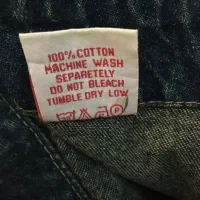 100% COTTON
MACHINE WASH
SEPARETELY
DO NOT BLEACH
TUMBLE DRY LOW